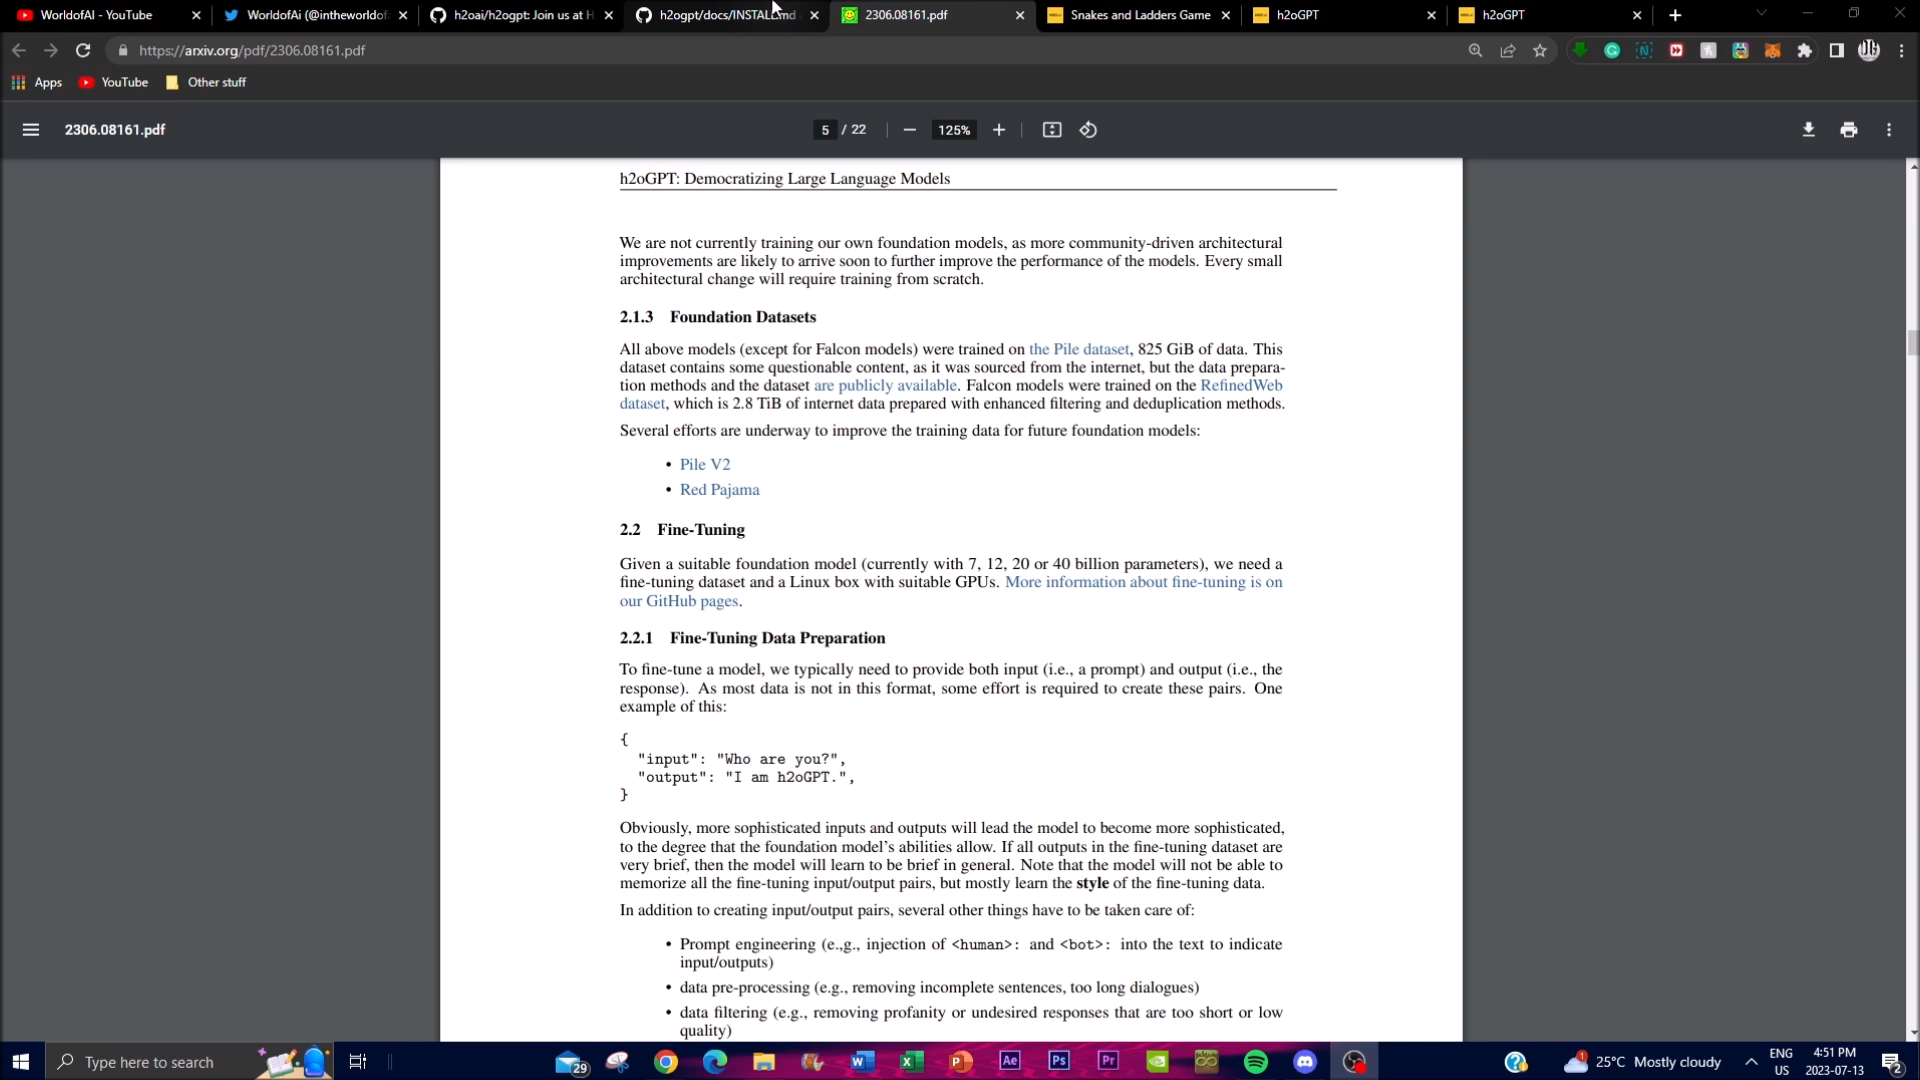 WorldofAI - YouTube
WorldofAi (@intheworldof
h2oai/h2ogpt: Join us at H
h2ogpt/docs/INSTALL.md
2306.08161.pdf
Snakes and Ladders Game
h2oGPT
h2oGPT
https://arxiv.org/pdf/2306.08161.pdf
Apps
YouTube
Other stuff
2306.08161.pdf
5 / 22
125%
h2oGPT: Democratizing Large Language Models
We are not currently training our own foundation models, as more community-driven architectural
improvements are likely to arrive soon to further improve the performance of the models. Every small
architectural change will require training from scratch.
2.1.3 Foundation Datasets
All above models (except for Falcon models) were trained on the Pile dataset, 825 GiB of data. This
dataset contains some questionable content, as it was sourced from the internet, but the data prepara-
tion methods and the dataset are publicly available. Falcon models were trained on the RefinedWeb
dataset, which is 2.8 TiB of internet data prepared with enhanced filtering and deduplication methods.
Several efforts are underway to improve the training data for future foundation models:
• Pile V2
• Red Pajama
2.2 Fine-Tuning
Given a suitable foundation model (currently with 7, 12, 20 or 40 billion parameters), we need a
fine-tuning dataset and a Linux box with suitable GPUs. More information about fine-tuning is on
our GitHub pages.
2.2.1 Fine-Tuning Data Preparation
To fine-tune a model, we typically need to provide both input (i.e., a prompt) and output (i.e., the
response). As most data is not in this format, some effort is required to create these pairs. One
example of this:
{
"input": "Who are you?",
"output": "I am h2oGPT.",
}
Obviously, more sophisticated inputs and outputs will lead the model to become more sophisticated,
to the degree that the foundation model's abilities allow. If all outputs in the fine-tuning dataset are
very brief, then the model will learn to be brief in general. Note that the model will not be able to
memorize all the fine-tuning input/output pairs, but mostly learn the style of the fine-tuning data.
In addition to creating input/output pairs, several other things have to be taken care of:
• Prompt engineering (e.,g., injection of <human>: and <bot>: into the text to indicate
input/outputs)
• data pre-processing (e.g., removing incomplete sentences, too long dialogues)
• data filtering (e.g., removing profanity or undesired responses that are too short or low
quality)
Type here to search
29
25°C Mostly cloudy
ENG
US
4:51 PM
2023-07-13
2